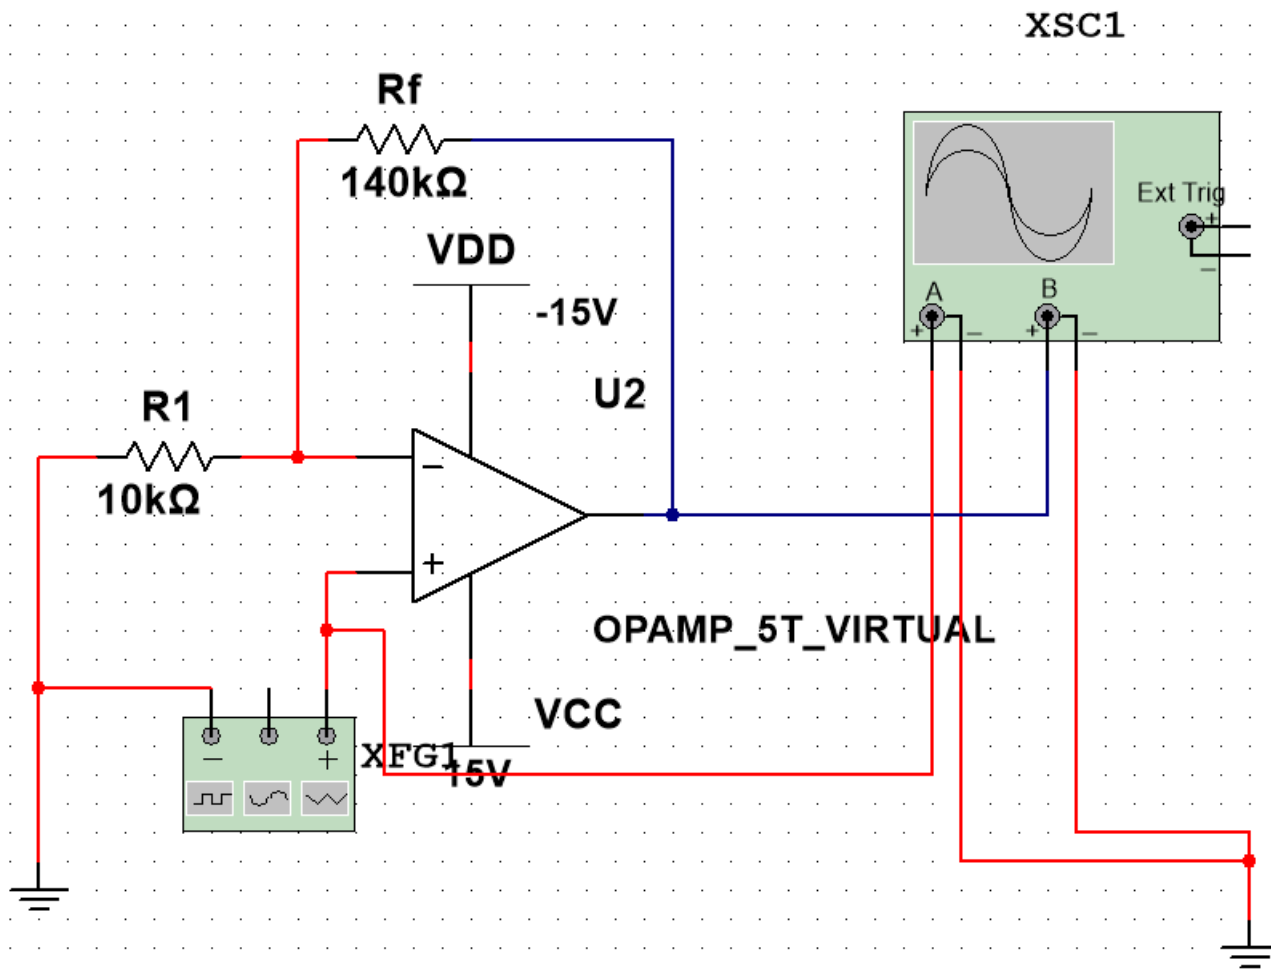 XSC1
Rf
140kΩ
VDD
-15V
Ext Trig
+
−
A
B
+
−
+
−
U2
R1
10kΩ
−
+
OPAMP_5T_VIRTUAL
VCC
15V
XFG1
−
+